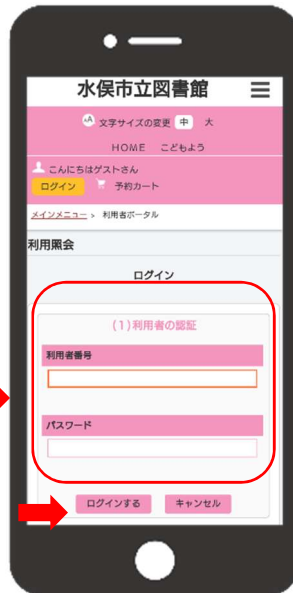 水俣市立図書館
AA 文字サイズの変更 中 大
HOME こどもよう
こんにちはゲストさん
ログイン 予約カート
メインメニュー > 利用者ポータル
利用照会
ログイン
(1)利用者の認証
利用者番号
パスワード
ログインする キャンセル